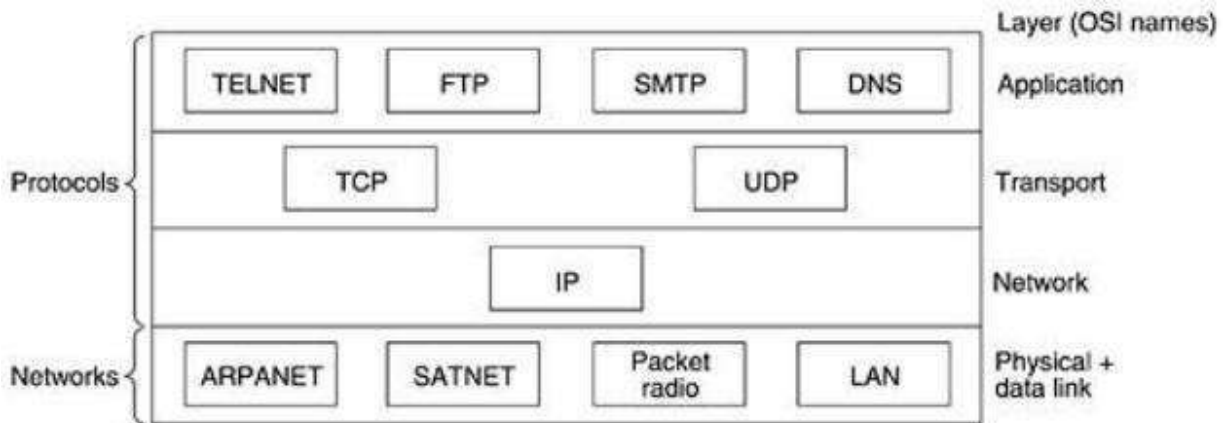 Layer (OSI names)
TELNET FTP SMTP DNS Application
Protocols TCP UDP Transport
IP Network
Networks ARPANET SATNET Packet radio LAN Physical + data link